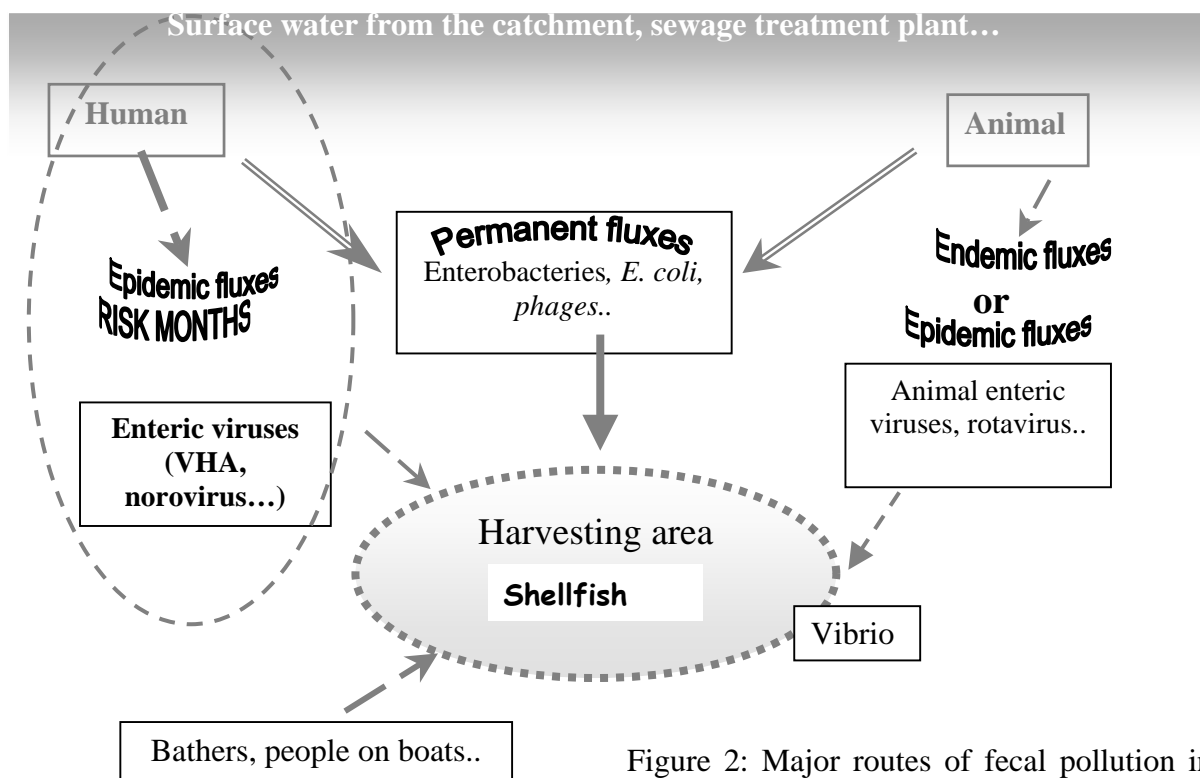 Surface water from the catchment, sewage treatment plant…
Human
Animal
Permanent fluxes
Enterobacteries, E. coli,
phages..
Epidemic fluxes
RISK MONTHS
Endemic fluxes
or
Epidemic fluxes
Enteric viruses
(VHA,
norovirus…)
Animal enteric
viruses, rotavirus..
Harvesting area
Shellfish
Vibrio
Bathers, people on boats..
Figure 2: Major routes of fecal pollution in